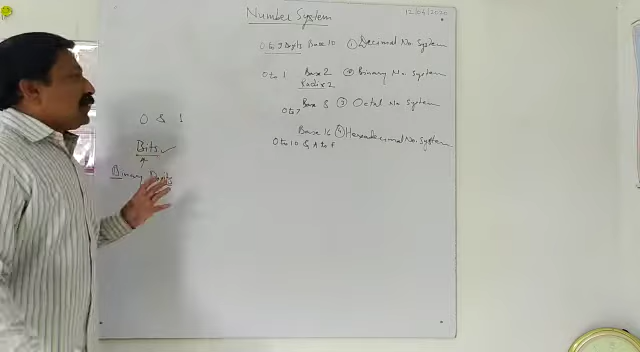 Number System
12/04/2020
0 to 9 Digits Base 10 ① Decimal No. System
0 to 1 Base 2 ② Binary No. System
Radix 2
0 to 7 Base 8 ③ Octal No. System
Base 16 ④ Hexadecimal No. System
0 to 10 & A to F
0 & 1
Bits ✓
Binary Digits